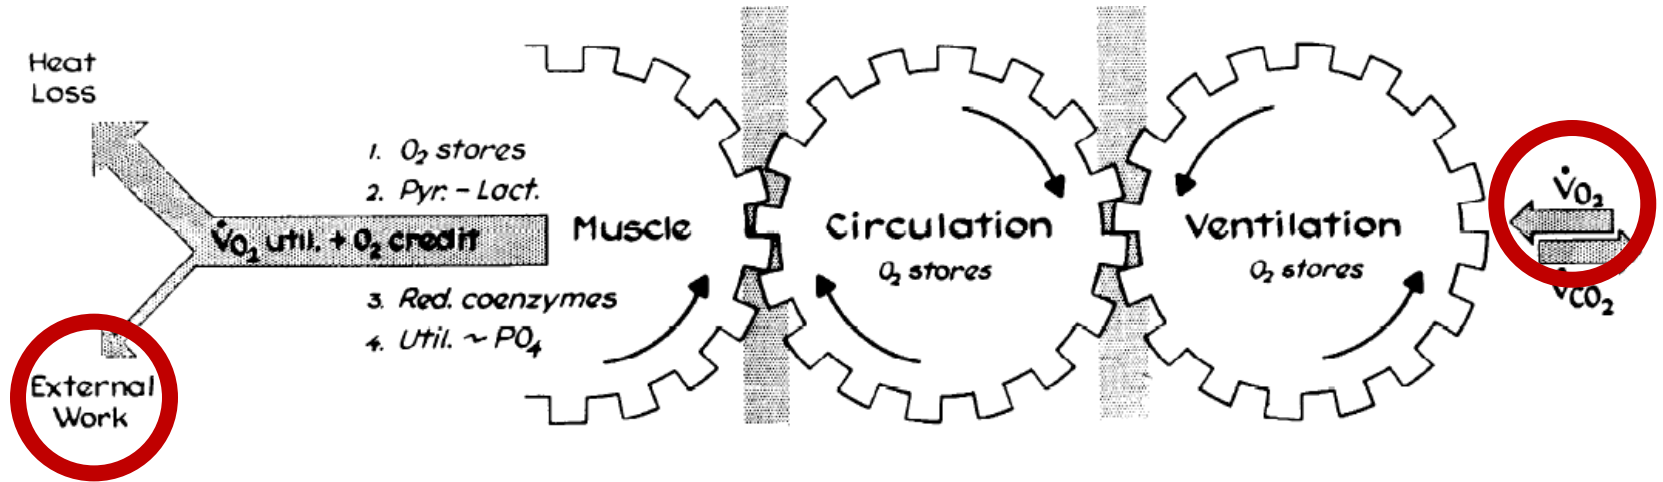 Heat
Loss
1. O₂ stores
2. Pyr. - Lact.
V̇O₂ util. + O₂ credit
3. Red. coenzymes
4. Util. ~ PO₄
External
Work
Muscle
Circulation
O₂ stores
Ventilation
O₂ stores
V̇O₂
V̇CO₂